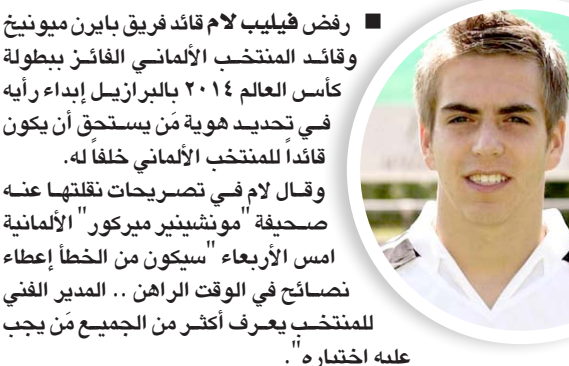 ■ رفض فيليب لام قائد فريق بايرن ميونيخ
وقائد المنتخب الألماني الفائز ببطولة
كأس العالم ٢٠١٤ بالبرازيل إبداء رأيه
في تحديد هوية مَن يستحق أن يكون
قائداً للمنتخب الألماني خلفاً له.
وقال لام في تصريحات نقلتها عنه
صحيفة "مونشينير ميركور" الألمانية
امس الأربعاء "سيكون من الخطأ إعطاء
نصائح في الوقت الراهن .. المدير الفني
للمنتخب يعرف أكثر من الجميع مَن يجب
عليه اختياره".